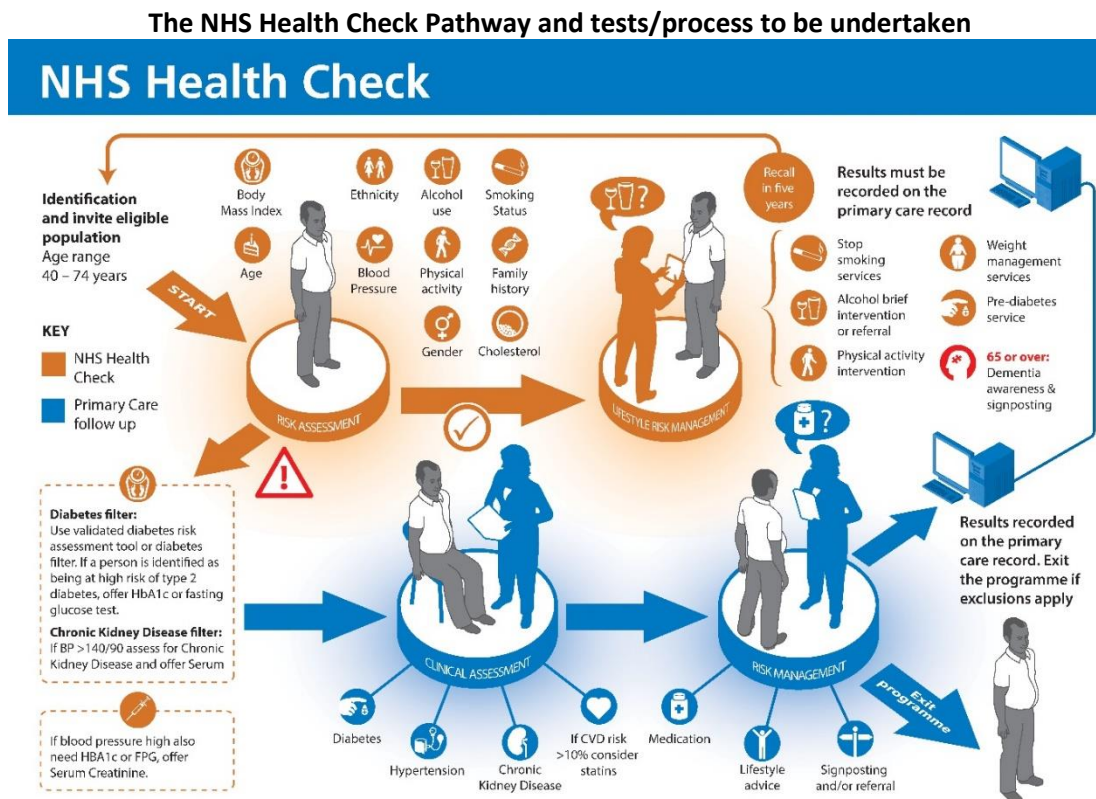 The NHS Health Check Pathway and tests/process to be undertaken
NHS Health Check
Identification
and invite eligible
population
Age range
40 – 74 years
START
KEY
NHS Health
Check
Primary Care
follow up
Body
Mass Index
Ethnicity
Alcohol
use
Smoking
Status
Age
Blood
Pressure
Physical
activity
Family
history
Gender
Cholesterol
RISK ASSESSMENT
?
LIFESTYLE RISK MANAGEMENT
Recall
in five
years
Results must be
recorded on the
primary care record
Stop
smoking
services
Weight
management
services
Alcohol brief
intervention
or referral
Pre-diabetes
service
Physical activity
intervention
65 or over:
Dementia
awareness &
signposting
!
Diabetes filter:
Use validated diabetes risk
assessment tool or diabetes
filter. If a person is identified as
being at high risk of type 2
diabetes, offer HbA1c or fasting
glucose test.
Chronic Kidney Disease filter:
If BP >140/90 assess for Chronic
Kidney Disease and offer Serum
If blood pressure high also
need HBA1c or FPG, offer
Serum Creatinine.
CLINICAL ASSESSMENT
Diabetes
Hypertension
Chronic
Kidney Disease
If CVD risk
>10% consider
statins
?
RISK MANAGEMENT
Medication
Lifestyle
advice
Signposting
and/or referral
Results recorded
on the primary
care record. Exit
the programme if
exclusions apply
Exit
programme